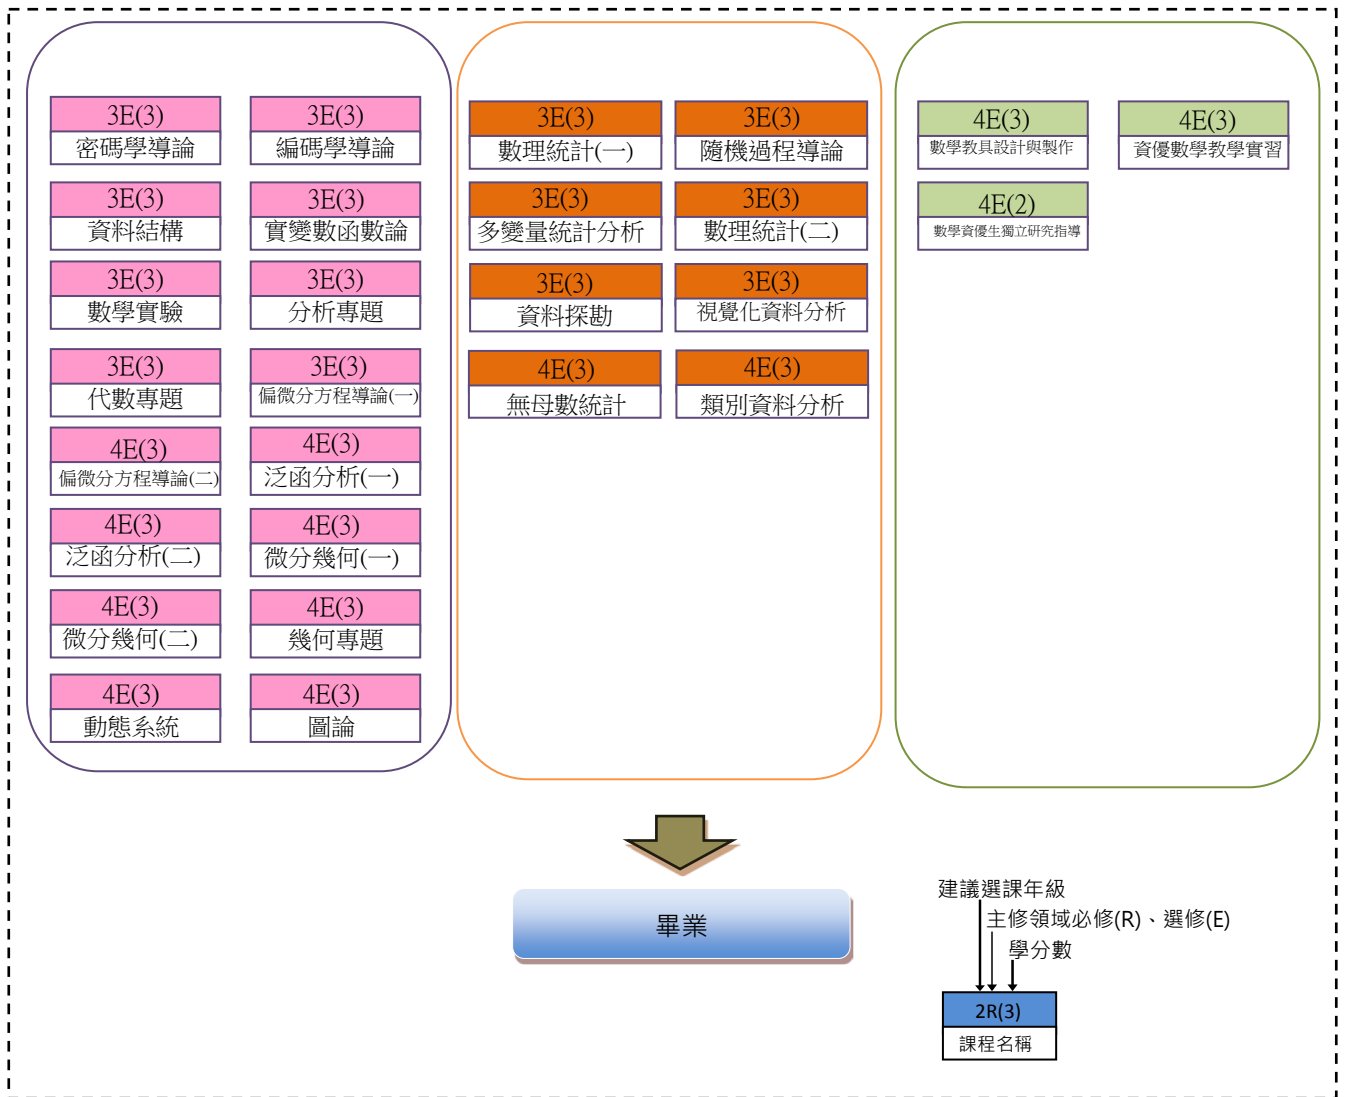 3E(3)
密碼學導論
3E(3)
編碼學導論
3E(3)
資料結構
3E(3)
實變數函數論
3E(3)
數學實驗
3E(3)
分析專題
3E(3)
代數專題
3E(3)
偏微分方程導論(一)
4E(3)
偏微分方程導論(二)
4E(3)
泛函分析(一)
4E(3)
泛函分析(二)
4E(3)
微分幾何(一)
4E(3)
微分幾何(二)
4E(3)
幾何專題
4E(3)
動態系統
4E(3)
圖論
3E(3)
數理統計(一)
3E(3)
隨機過程導論
3E(3)
多變量統計分析
3E(3)
數理統計(二)
3E(3)
資料探勘
3E(3)
視覺化資料分析
4E(3)
無母數統計
4E(3)
類別資料分析
4E(3)
數學教具設計與製作
4E(3)
資優數學教學實習
4E(2)
數學資優生獨立研究指導
畢業
建議選課年級
主修領域必修(R)、選修(E)
學分數
2R(3)
課程名稱